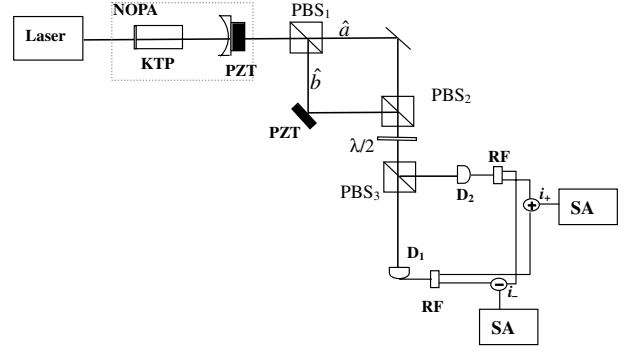 NOPA
Laser
KTP
PZT
PBS₁
â
b̂
PZT
PBS₂
λ/2
PBS₃
D₂
RF
i₊
SA
D₁
RF
i₋
SA
+
−